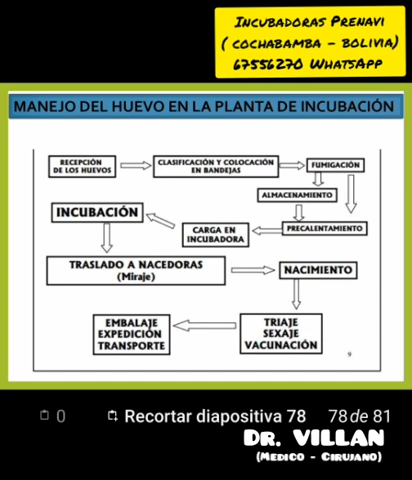 Incubadoras Prenavi
( cochabamba - bolivia)
67556270 WhatsApp
MANEJO DEL HUEVO EN LA PLANTA DE INCUBACIÓN
RECEPCIÓN
DE LOS HUEVOS
CLASIFICACIÓN Y COLOCACIÓN
EN BANDEJAS
FUMIGACIÓN
ALMACENAMIENTO
PRECALENTAMIENTO
CARGA EN
INCUBADORA
INCUBACIÓN
TRASLADO A NACEDORAS
(Miraje)
NACIMIENTO
TRIAJE
SEXAJE
VACUNACIÓN
EMBALAJE
EXPEDICIÓN
TRANSPORTE
9
0
Recortar diapositiva 78
78 de 81
DR. VILLAN
(Medico - Cirujano)